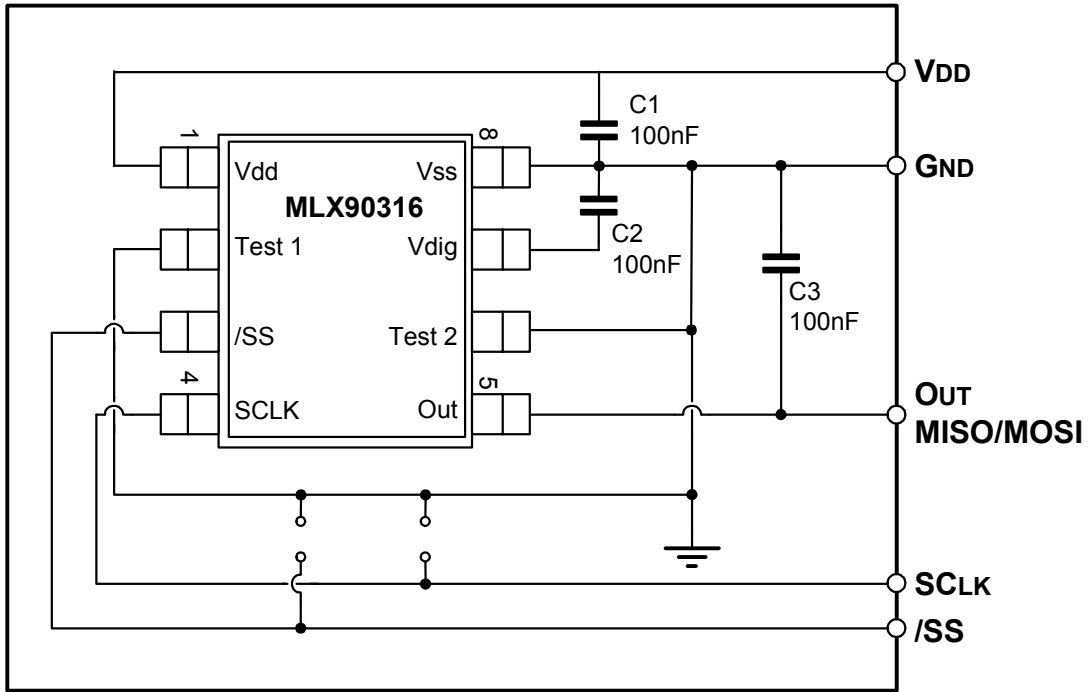 VDD
C1
100nF
1
8
Vdd
Vss
GND
MLX90316
Test 1
Vdig
C2
100nF
C3
100nF
/SS
Test 2
4
5
SCLK
Out
OUT
MISO/MOSI
SCLK
/SS